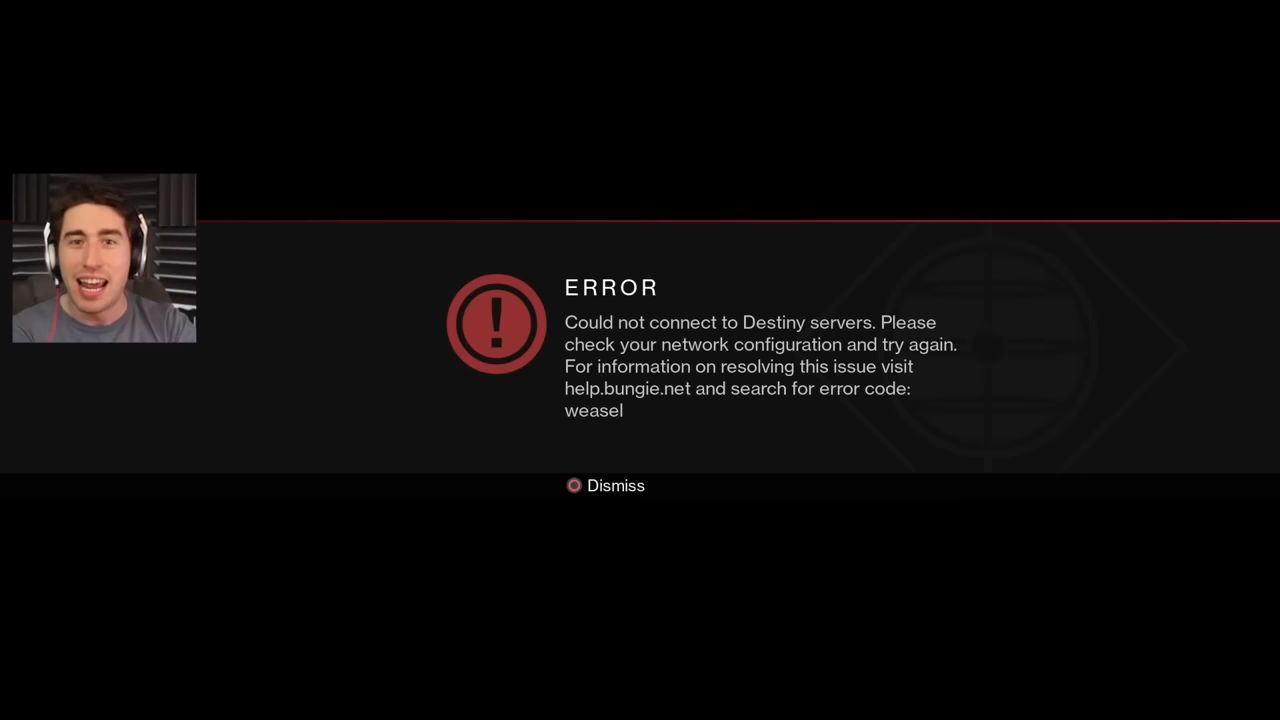 ERROR
Could not connect to Destiny servers. Please
check your network configuration and try again.
For information on resolving this issue visit
help.bungie.net and search for error code:
weasel
Dismiss